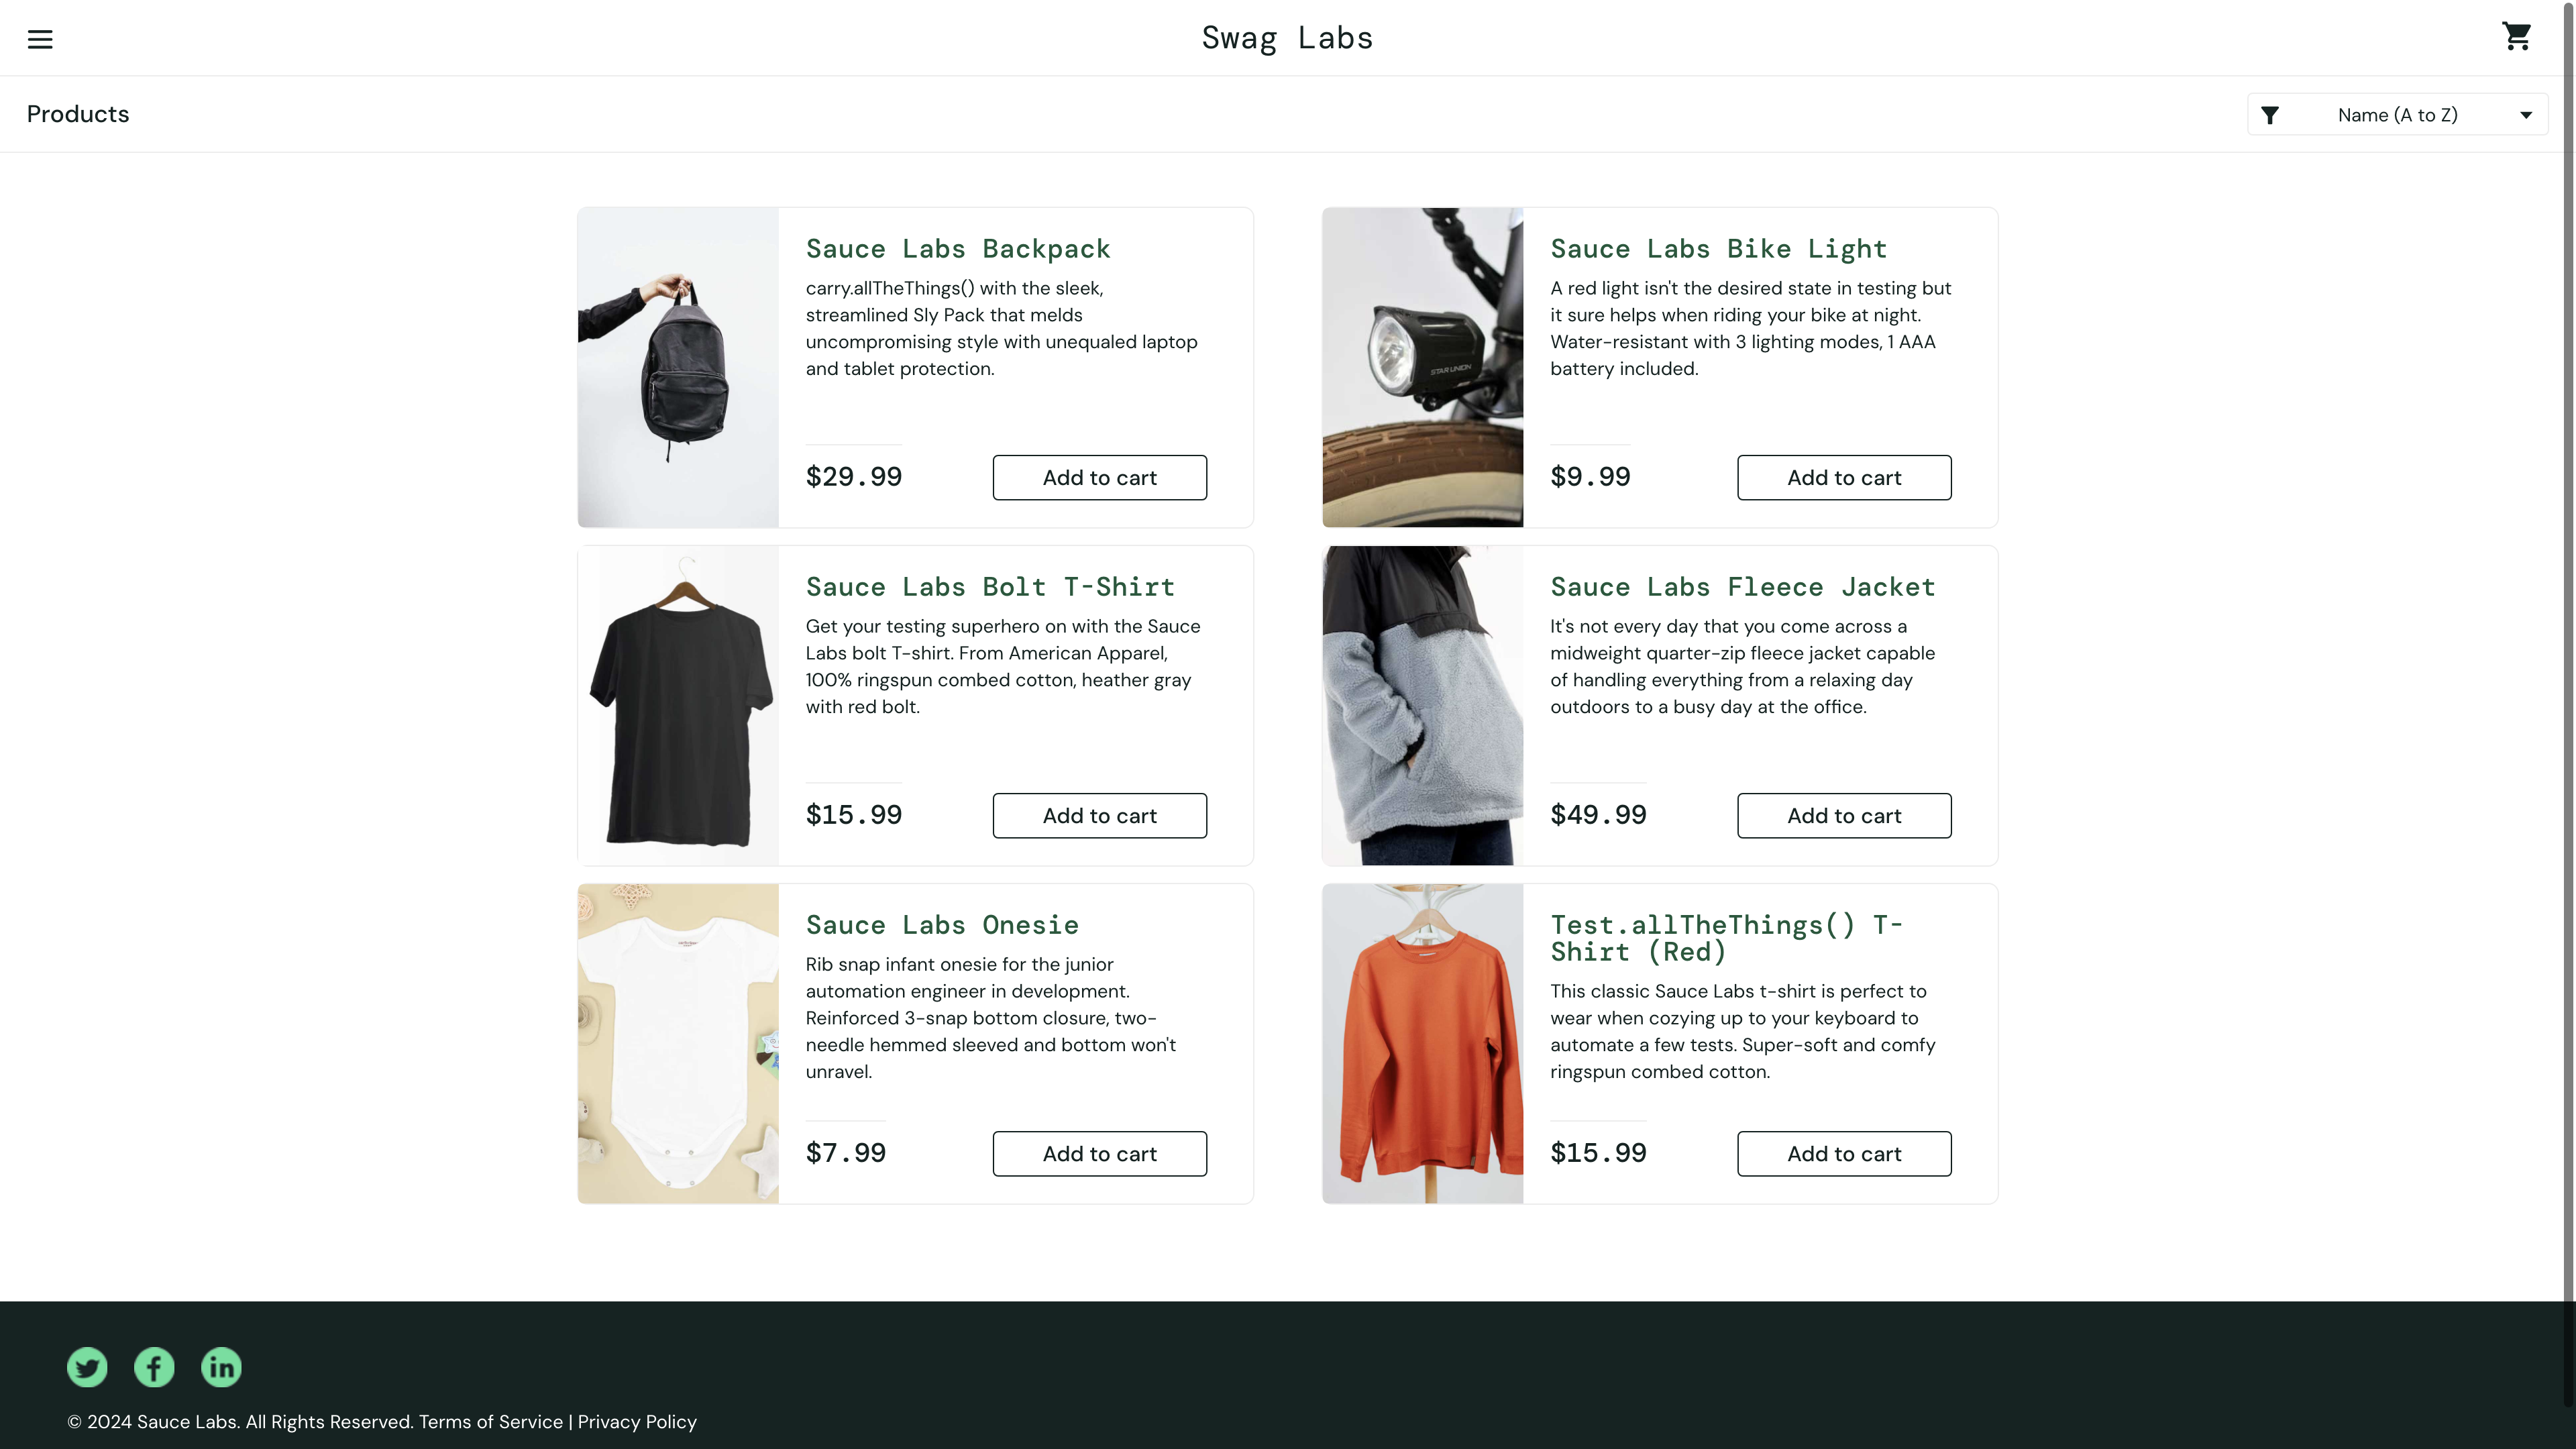 Swag Labs
Products
Name (A to Z)
Sauce Labs Backpack
carry.allTheThings() with the sleek,
streamlined Sly Pack that melds
uncompromising style with unequaled laptop
and tablet protection.
$29.99
Add to cart
Sauce Labs Bike Light
A red light isn't the desired state in testing but
it sure helps when riding your bike at night.
Water-resistant with 3 lighting modes, 1 AAA
battery included.
STAR UNION
$9.99
Add to cart
Sauce Labs Bolt T-Shirt
Get your testing superhero on with the Sauce
Labs bolt T-shirt. From American Apparel,
100% ringspun combed cotton, heather gray
with red bolt.
$15.99
Add to cart
Sauce Labs Fleece Jacket
It's not every day that you come across a
midweight quarter-zip fleece jacket capable
of handling everything from a relaxing day
outdoors to a busy day at the office.
$49.99
Add to cart
Sauce Labs Onesie
Rib snap infant onesie for the junior
automation engineer in development.
Reinforced 3-snap bottom closure, two-
needle hemmed sleeved and bottom won't
unravel.
$7.99
Add to cart
Test.allTheThings() T-
Shirt (Red)
This classic Sauce Labs t-shirt is perfect to
wear when cozying up to your keyboard to
automate a few tests. Super-soft and comfy
ringspun combed cotton.
$15.99
Add to cart
© 2024 Sauce Labs. All Rights Reserved. Terms of Service | Privacy Policy